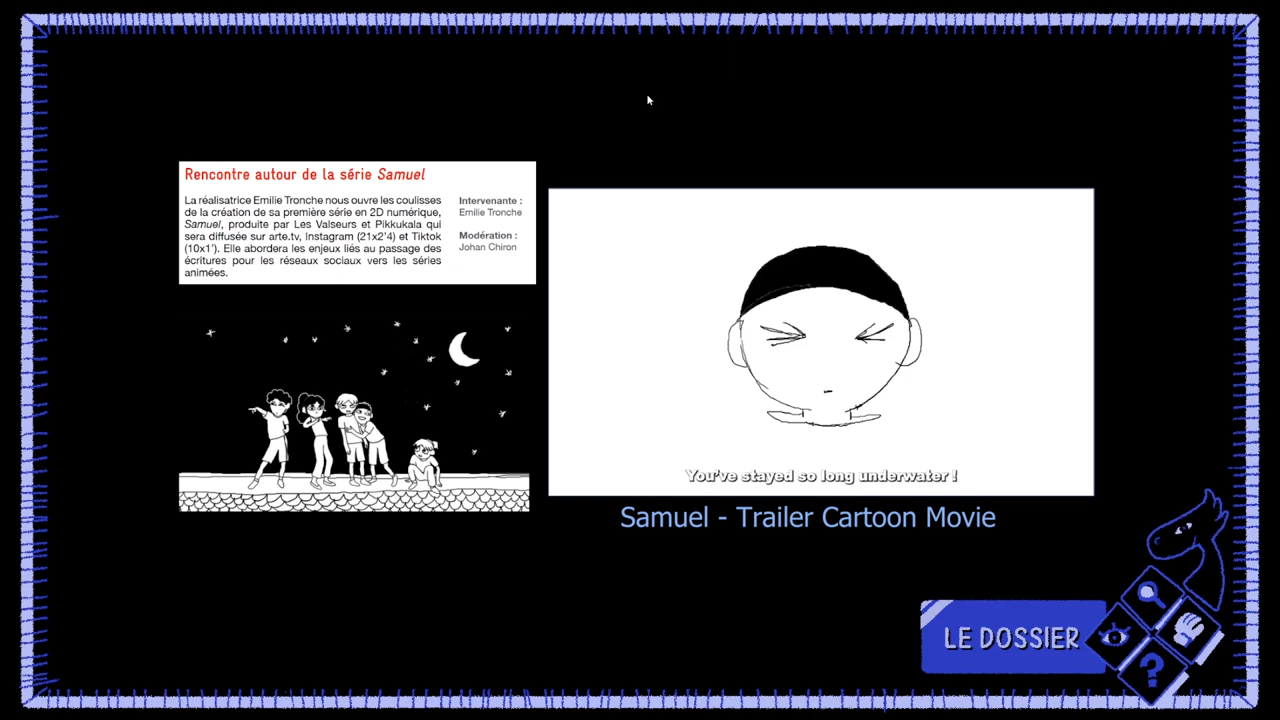 Rencontre autour de la série Samuel
La réalisatrice Emilie Tronche nous ouvre les coulisses
de la création de sa première série en 2D numérique,
Samuel, produite par Les Valseurs et Pikkukala qui
sera diffusée sur arte.tv, Instagram (21x2'4) et Tiktok
(10x1'). Elle abordera les enjeux liés au passage des
écritures pour les réseaux sociaux vers les séries
animées.
Intervenante :
Emilie Tronche
Modération :
Johan Chiron
You've stayed so long underwater !
Samuel - Trailer Cartoon Movie
LE DOSSIER
?